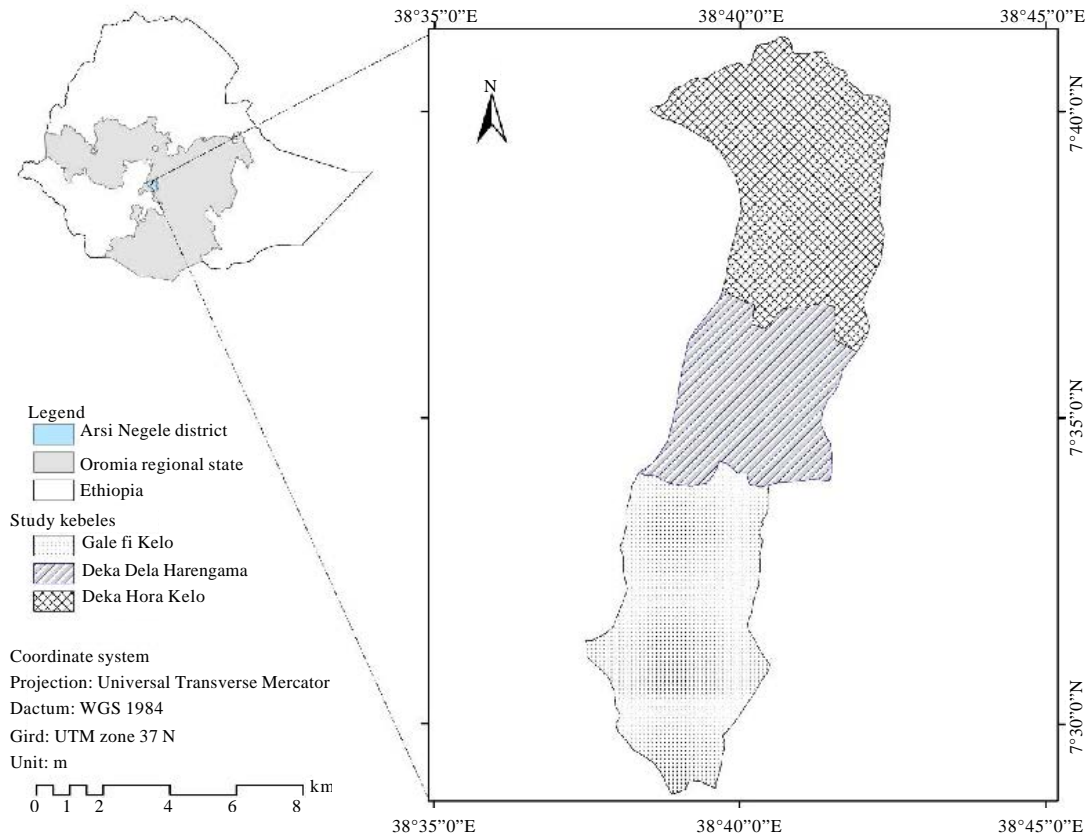 38°35”0”E
38°40”0”E
38°45”0”E
N
7°40”0”N
7°35”0”N
7°30”0”N
Legend
Arsi Negele district
Oromia regional state
Ethiopia
Study kebeles
Gale fi Kelo
Deka Dela Harengama
Deka Hora Kelo
Coordinate system
Projection: Universal Transverse Mercator
Dactum: WGS 1984
Gird: UTM zone 37 N
Unit: m
km
0 1 2 4 6 8
38°35”0”E
38°40”0”E
38°45”0”E